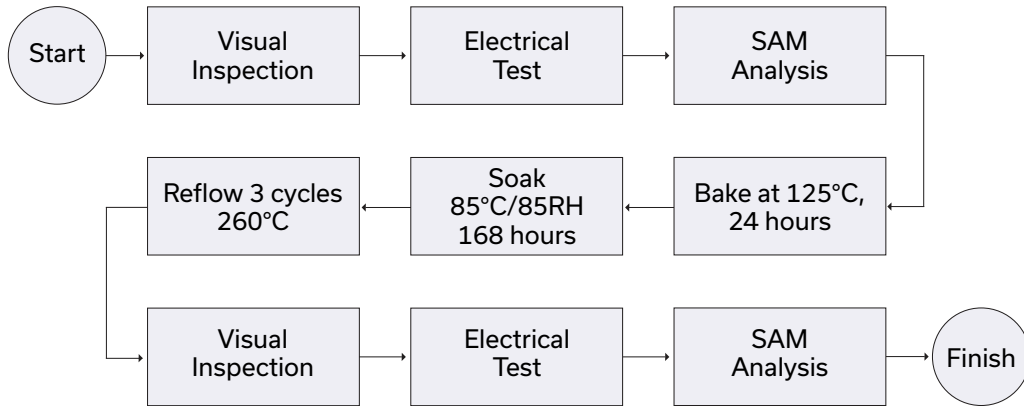 Start
Visual
Inspection
Electrical
Test
SAM
Analysis
Bake at 125°C,
24 hours
Soak
85°C/85RH
168 hours
Reflow 3 cycles
260°C
Visual
Inspection
Electrical
Test
SAM
Analysis
Finish